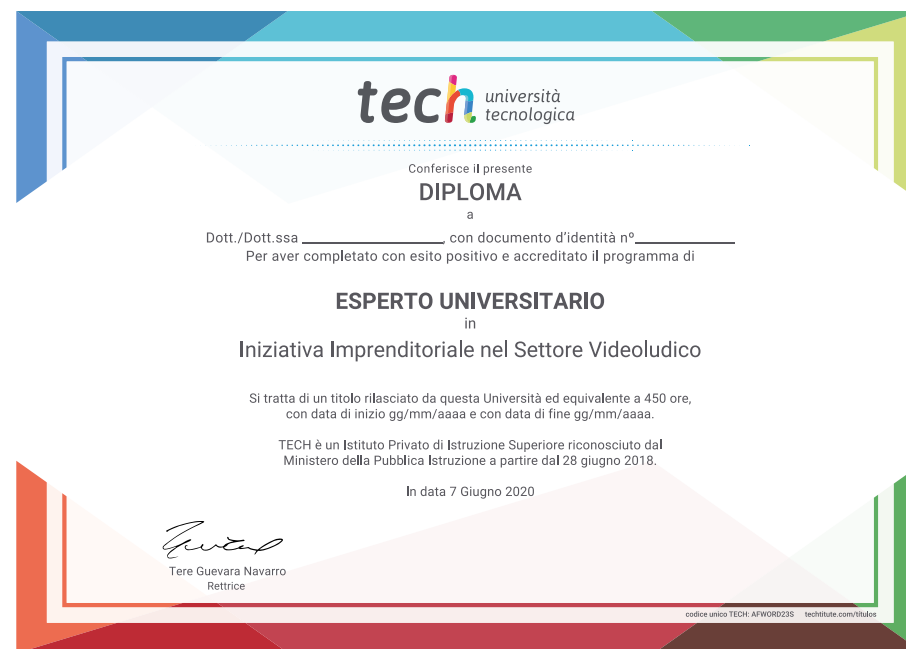 tech università
tecnologica
Conferisce il presente
DIPLOMA
a
Dott./Dott.ssa ____________________, con documento d'identità nº______________
Per aver completato con esito positivo e accreditato il programma di
ESPERTO UNIVERSITARIO
in
Iniziativa Imprenditoriale nel Settore Videoludico
Si tratta di un titolo rilasciato da questa Università ed equivalente a 450 ore,
con data di inizio gg/mm/aaaa e con data di fine gg/mm/aaaa.
TECH è un Istituto Privato di Istruzione Superiore riconosciuto dal
Ministero della Pubblica Istruzione a partire dal 28 giugno 2018.
In data 7 Giugno 2020
Tere Guevara Navarro
Rettrice
codice unico TECH: AFWORD23S techtitute.com/titulos